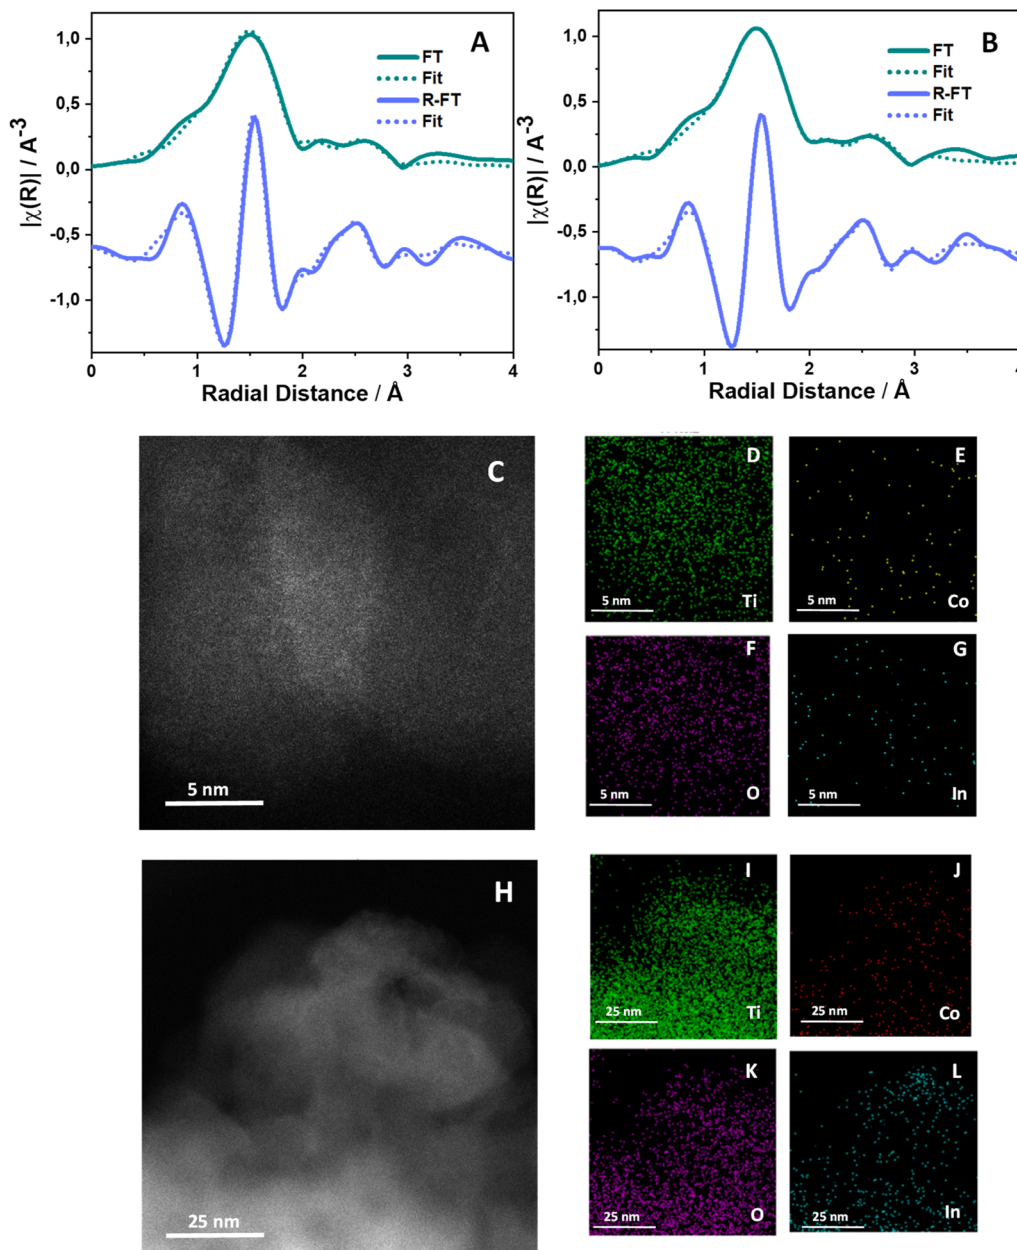 A
FT
Fit
R-FT
Fit
1,0
0,5
0,0
-0,5
-1,0
|χ(R)| / A⁻³
0 1 2 3 4
Radial Distance / Å
B
FT
Fit
R-FT
Fit
1,0
0,5
0,0
-0,5
-1,0
|χ(R)| / A⁻³
0 1 2 3 4
Radial Distance / Å
C
5 nm
D
5 nm
Ti
E
5 nm
Co
F
5 nm
O
G
5 nm
In
H
25 nm
I
25 nm
Ti
J
25 nm
Co
K
25 nm
O
L
25 nm
In